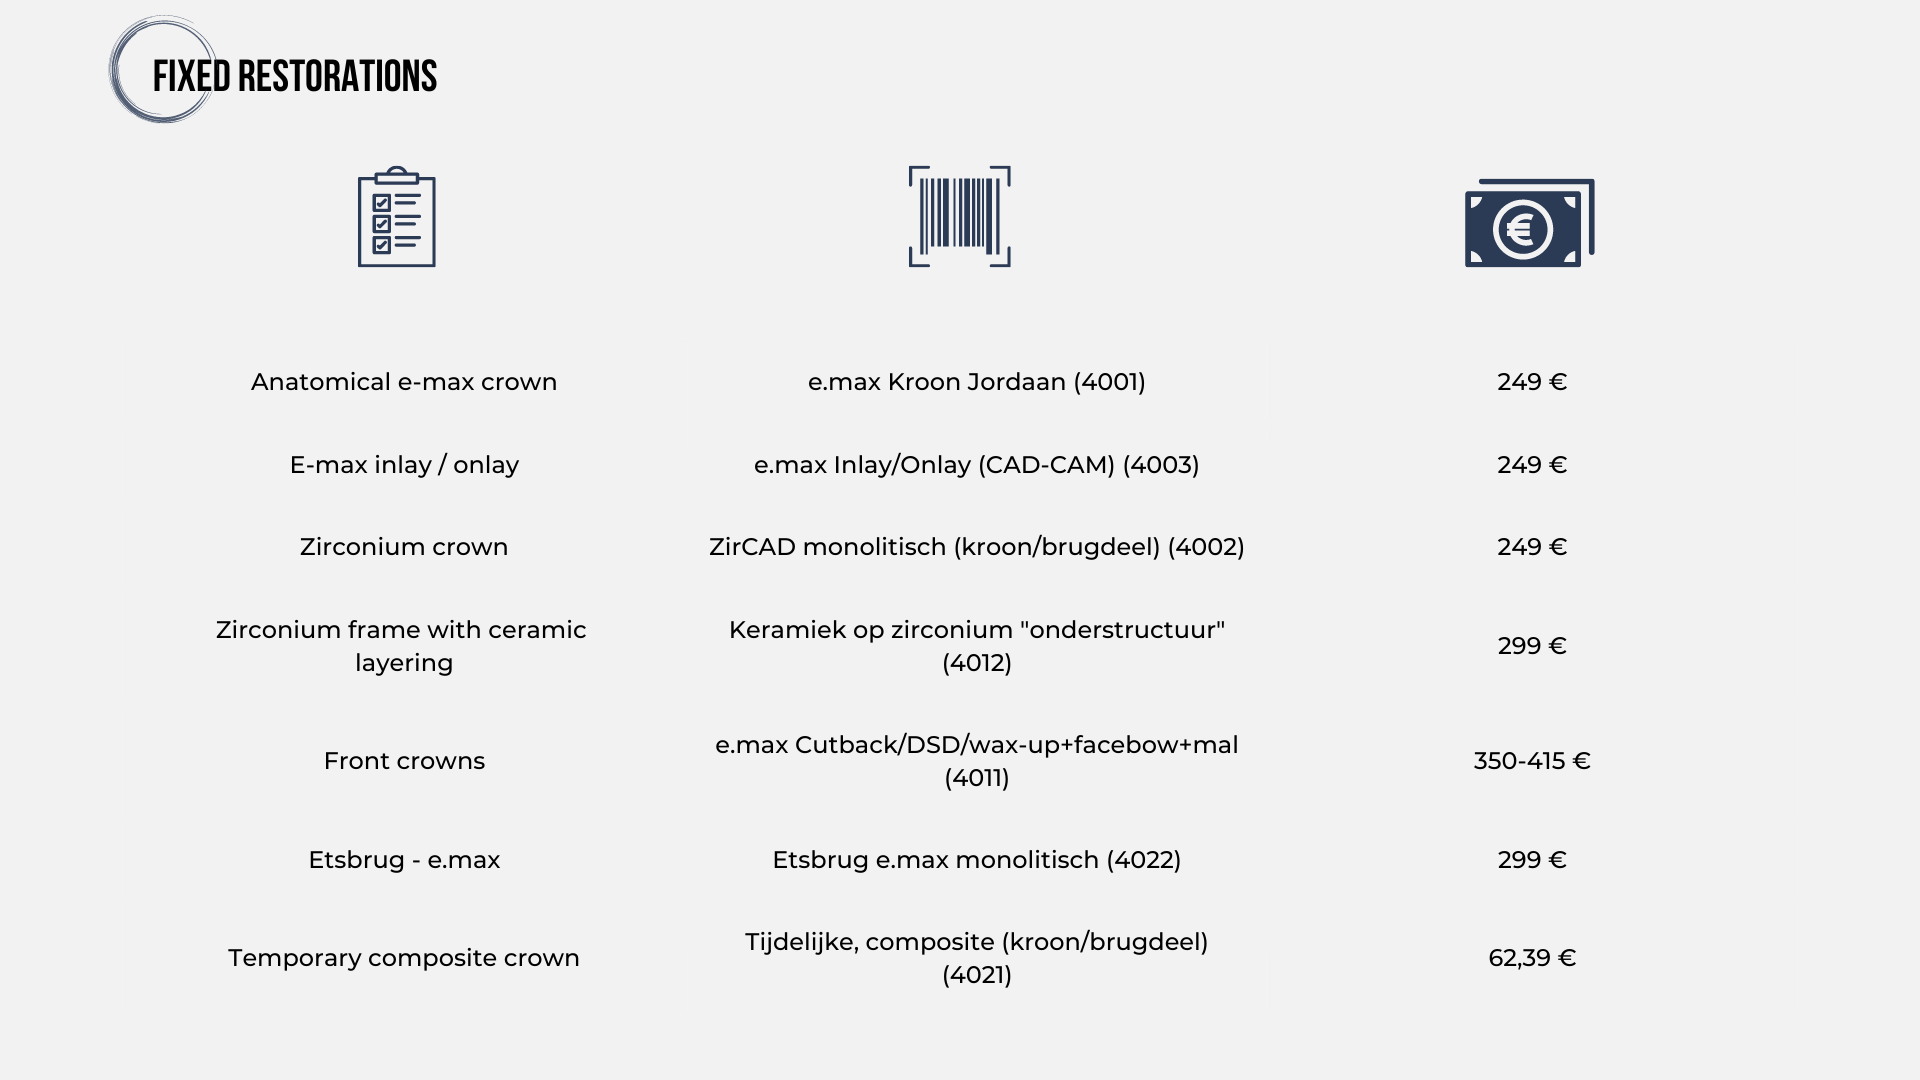 FIXED RESTORATIONS
Anatomical e-max crown
e.max Kroon Jordaan (4001)
249 €
E-max inlay / onlay
e.max Inlay/Onlay (CAD-CAM) (4003)
249 €
Zirconium crown
ZirCAD monolitisch (kroon/brugdeel) (4002)
249 €
Zirconium frame with ceramic
layering
Keramiek op zirconium "onderstructuur"
(4012)
299 €
Front crowns
e.max Cutback/DSD/wax-up+facebow+mal
(4011)
350-415 €
Etsbrug - e.max
Etsbrug e.max monolitisch (4022)
299 €
Temporary composite crown
Tijdelijke, composite (kroon/brugdeel)
(4021)
62,39 €